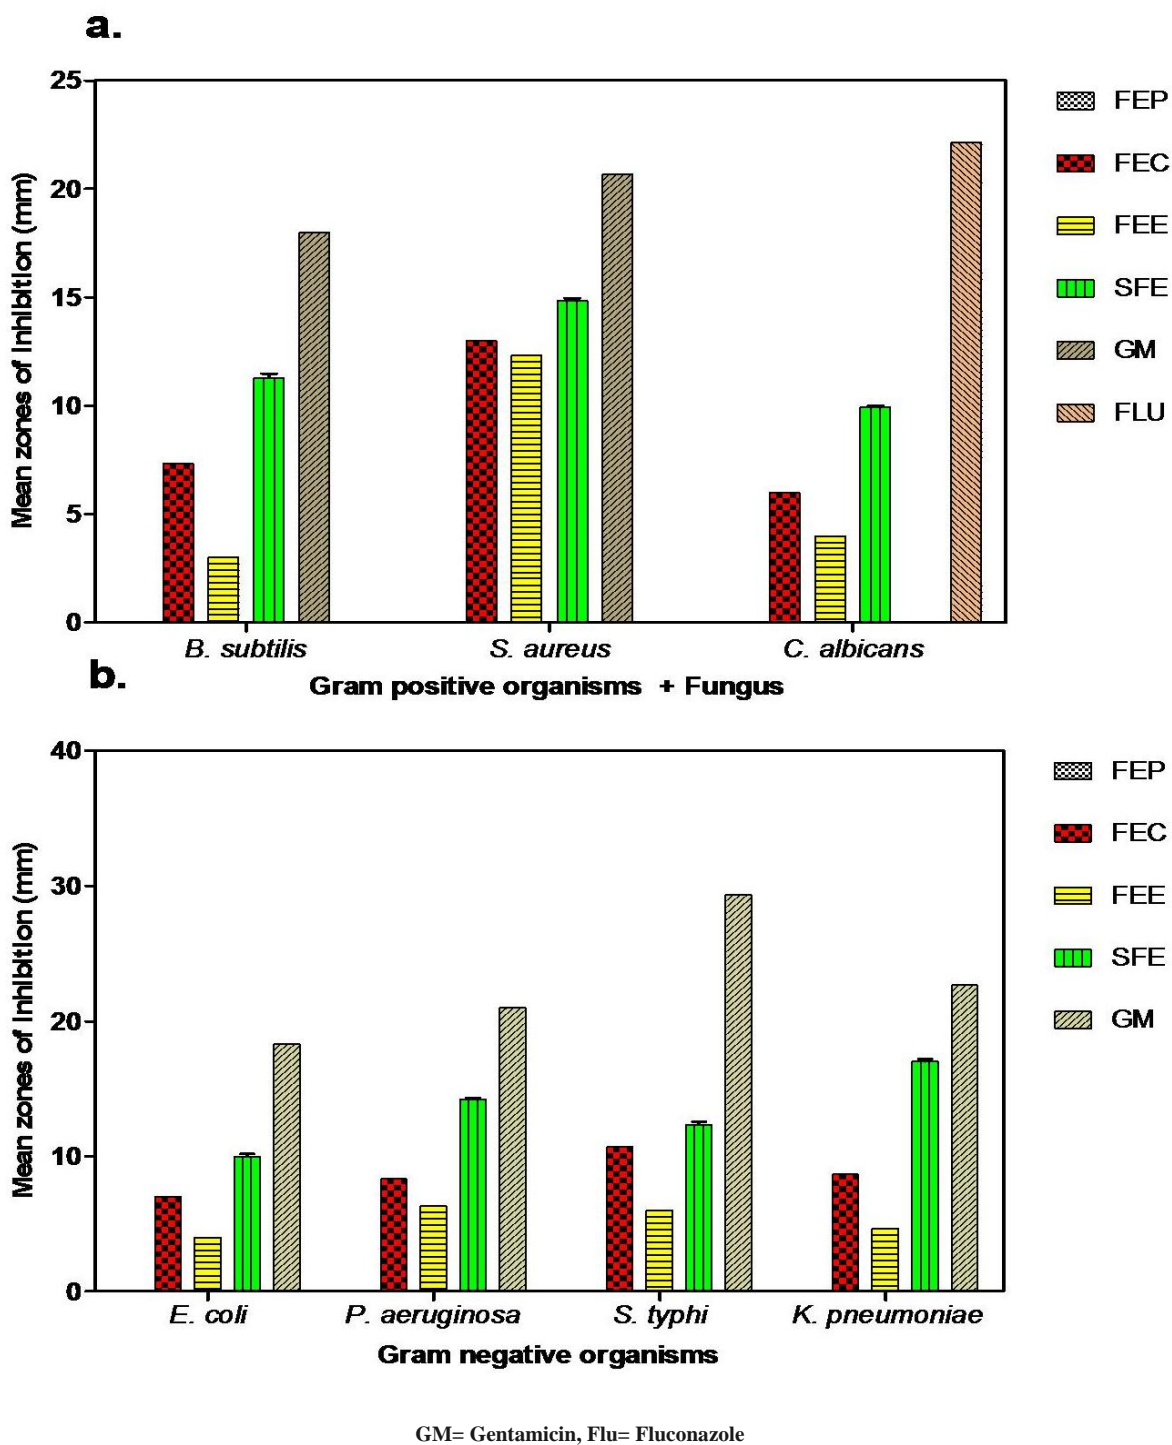 a.
Mean zones of inhibition (mm)
25
20
15
10
5
0
B. subtilis
S. aureus
C. albicans
Gram positive organisms + Fungus
FEP
FEC
FEE
SFE
GM
FLU
b.
Mean zones of inhibition (mm)
40
30
20
10
0
E. coli
P. aeruginosa
S. typhi
K. pneumoniae
Gram negative organisms
FEP
FEC
FEE
SFE
GM
GM= Gentamicin, Flu= Fluconazole